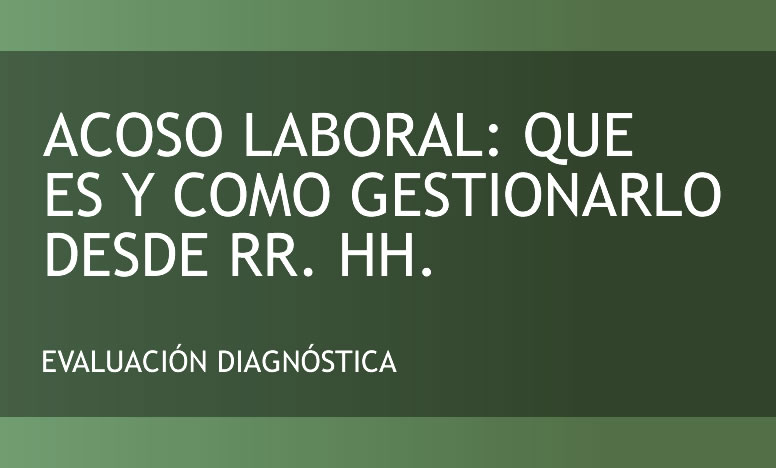 ACOSO LABORAL: QUE
ES Y COMO GESTIONARLO
DESDE RR. HH.
EVALUACIÓN DIAGNÓSTICA